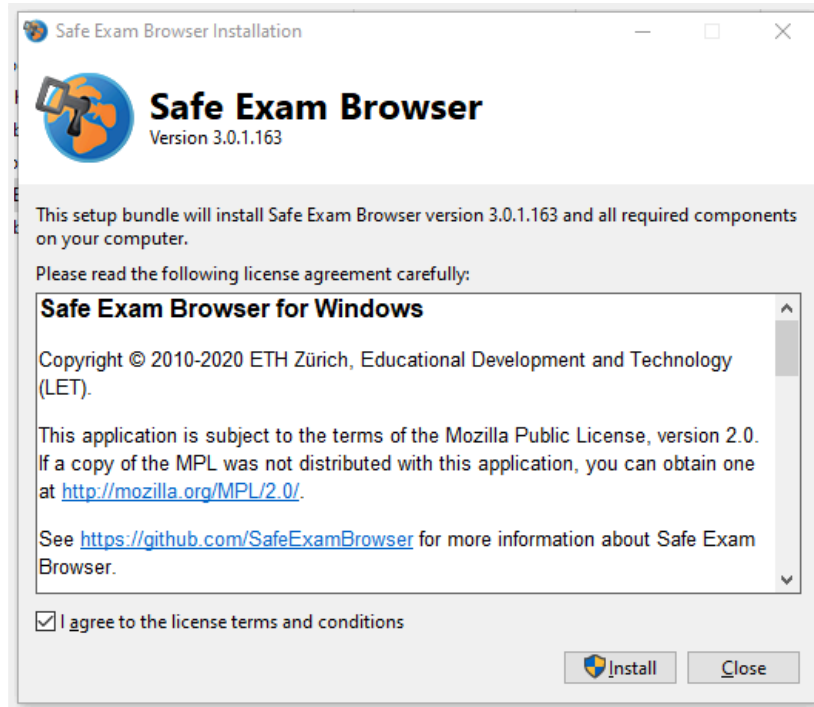 Safe Exam Browser Installation
Safe Exam Browser
Version 3.0.1.163
This setup bundle will install Safe Exam Browser version 3.0.1.163 and all required components
on your computer.
Please read the following license agreement carefully:
Safe Exam Browser for Windows
Copyright © 2010-2020 ETH Zürich, Educational Development and Technology
(LET).
This application is subject to the terms of the Mozilla Public License, version 2.0.
If a copy of the MPL was not distributed with this application, you can obtain one
at http://mozilla.org/MPL/2.0/.
See https://github.com/SafeExamBrowser for more information about Safe Exam
Browser.
I agree to the license terms and conditions
Install Close